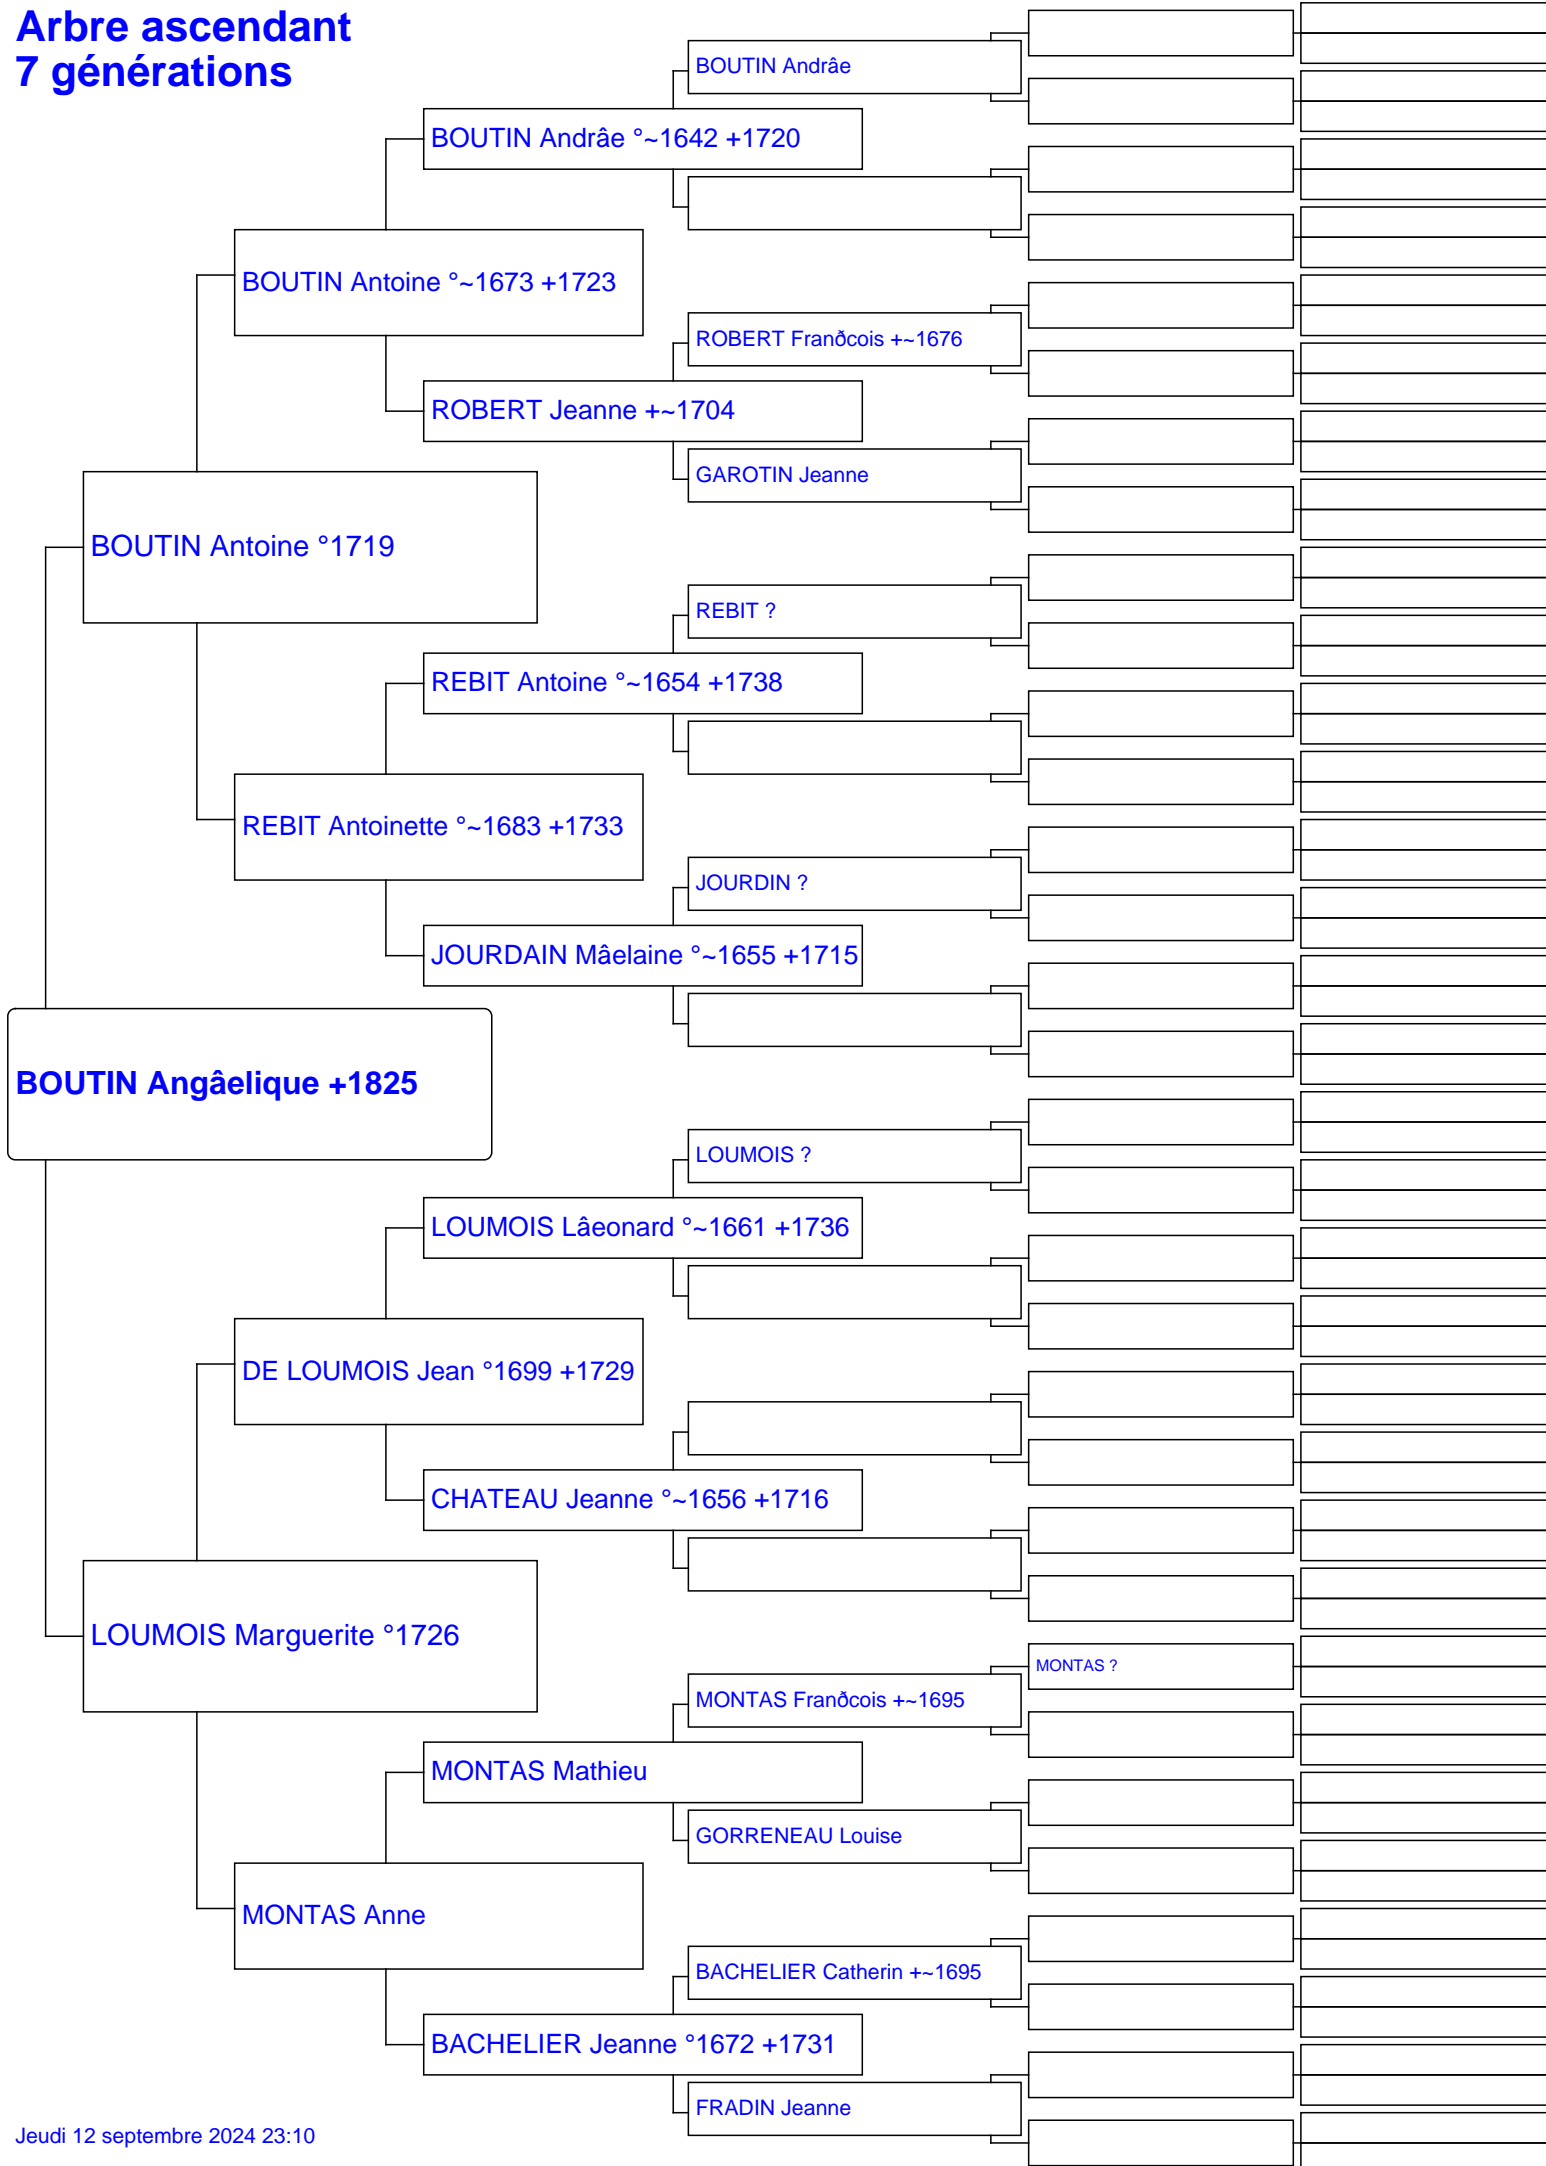 Arbre ascendant
7 générations
BOUTIN Andrâe
BOUTIN Andrâe °~1642 +1720
BOUTIN Antoine °~1673 +1723
ROBERT Franðcois +~1676
ROBERT Jeanne +~1704
GAROTIN Jeanne
BOUTIN Antoine °1719
REBIT ?
REBIT Antoine °~1654 +1738
REBIT Antoinette °~1683 +1733
JOURDIN ?
JOURDAIN Mâelaine °~1655 +1715
BOUTIN Angâelique +1825
LOUMOIS ?
LOUMOIS Lâeonard °~1661 +1736
DE LOUMOIS Jean °1699 +1729
CHATEAU Jeanne °~1656 +1716
LOUMOIS Marguerite °1726
MONTAS ?
MONTAS Franðcois +~1695
MONTAS Mathieu
GORRENEAU Louise
MONTAS Anne
BACHELIER Catherin +~1695
BACHELIER Jeanne °1672 +1731
FRADIN Jeanne
Jeudi 12 septembre 2024 23:10